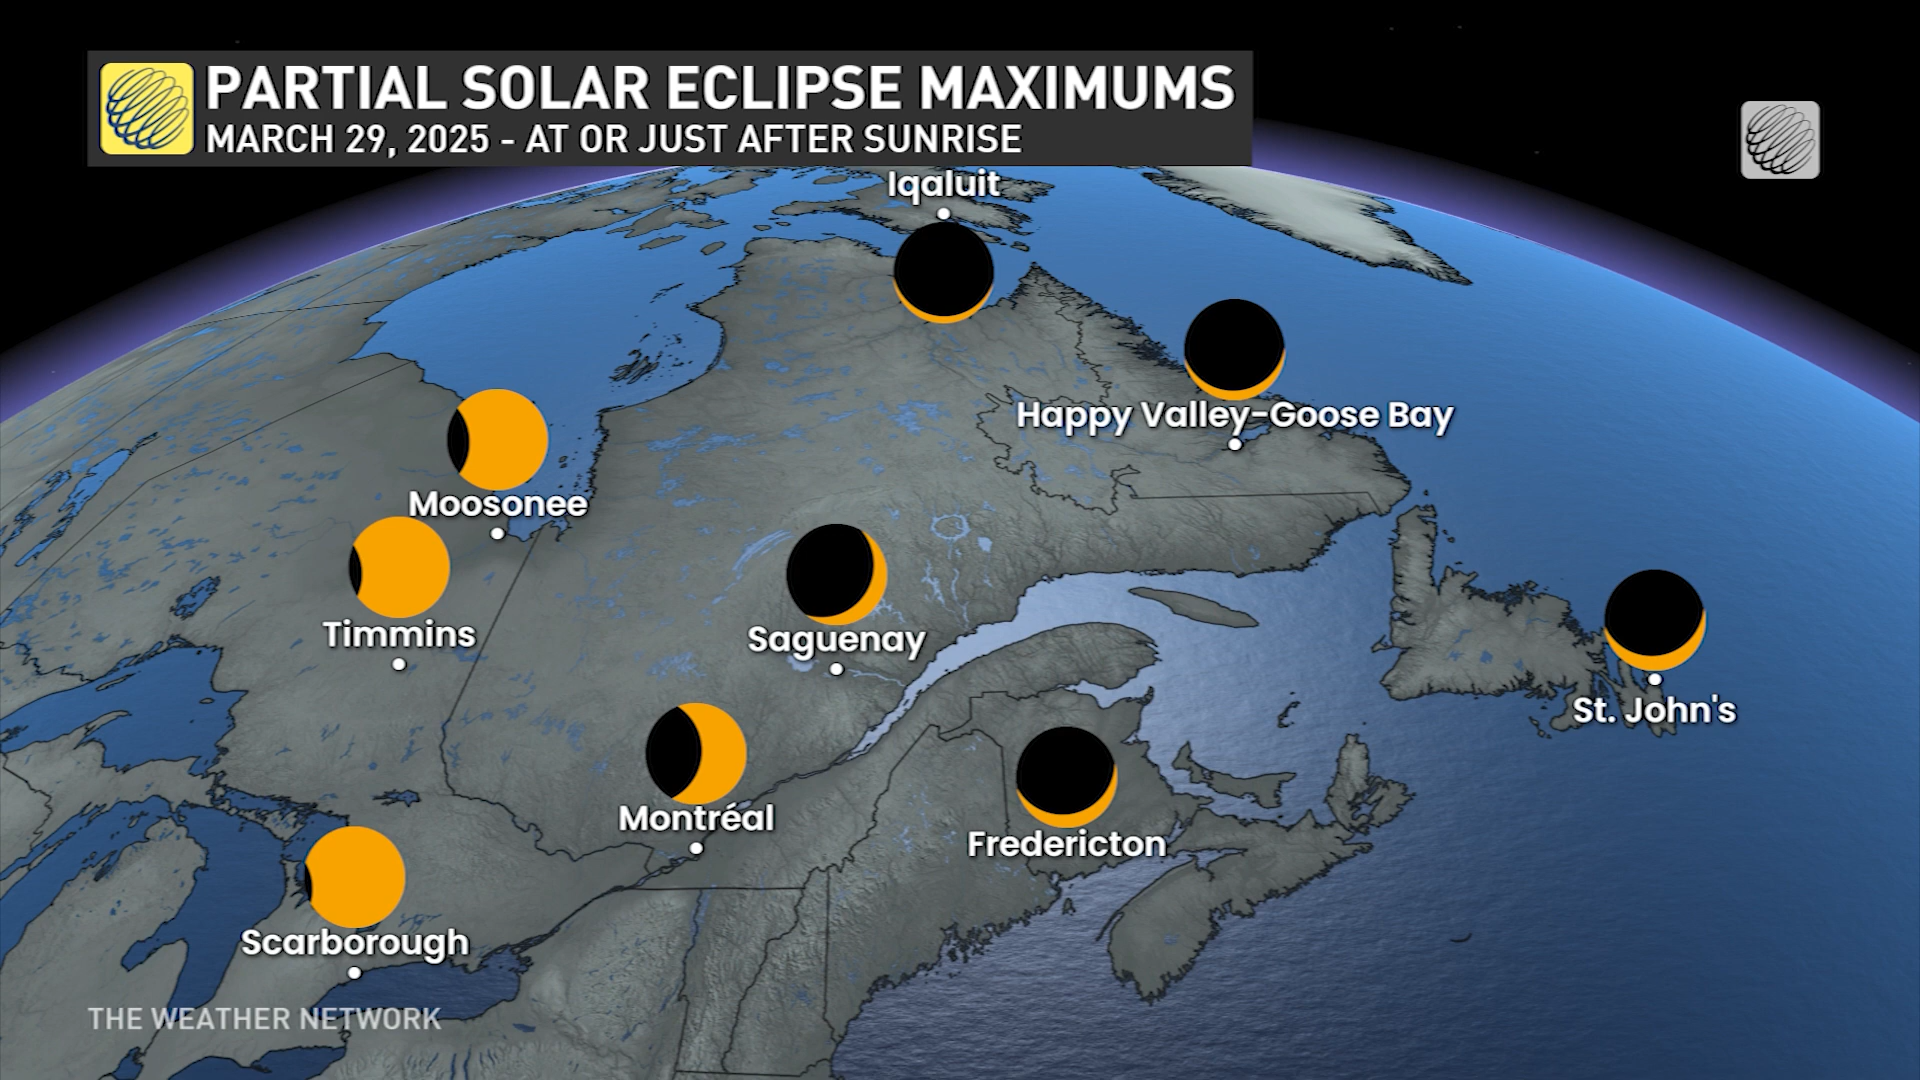 PARTIAL SOLAR ECLIPSE MAXIMUMS
MARCH 29, 2025 - AT OR JUST AFTER SUNRISE
Iqaluit
Happy Valley-Goose Bay
Moosonee
Timmins
Saguenay
St. John's
Montréal
Fredericton
Scarborough
THE WEATHER NETWORK